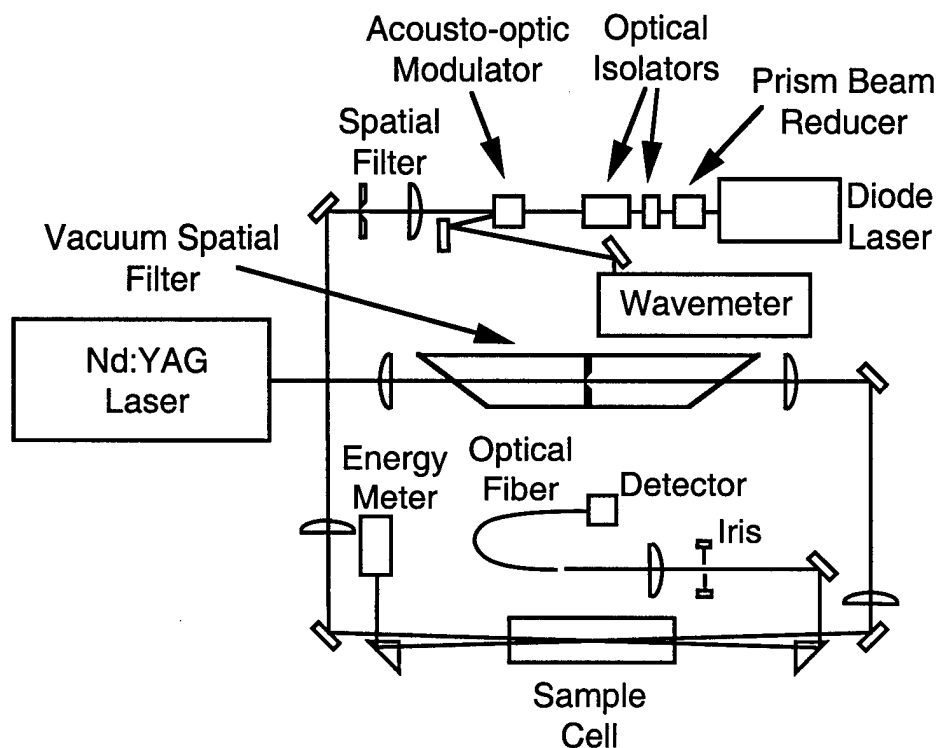 Acousto-optic
Modulator
Optical
Isolators
Prism Beam
Reducer
Spatial
Filter
Diode
Laser
Vacuum Spatial
Filter
Wavemeter
Nd:YAG
Laser
Energy
Meter
Optical
Fiber
Detector
Iris
Sample
Cell